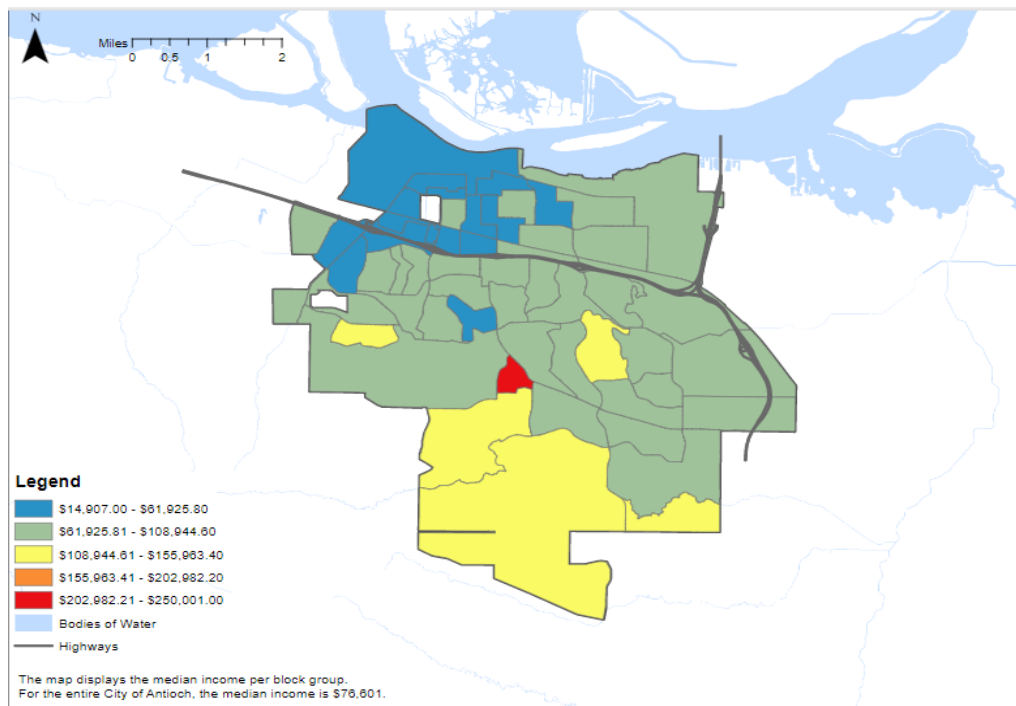 N
Miles
0 0.5 1 2
Legend
$14,907.00 - $61,925.80
$61,925.81 - $108,944.60
$108,944.61 - $155,963.40
$155,963.41 - $202,982.20
$202,982.21 - $250,001.00
Bodies of Water
Highways
The map displays the median income per block group.
For the entire City of Antioch, the median income is $76,601.